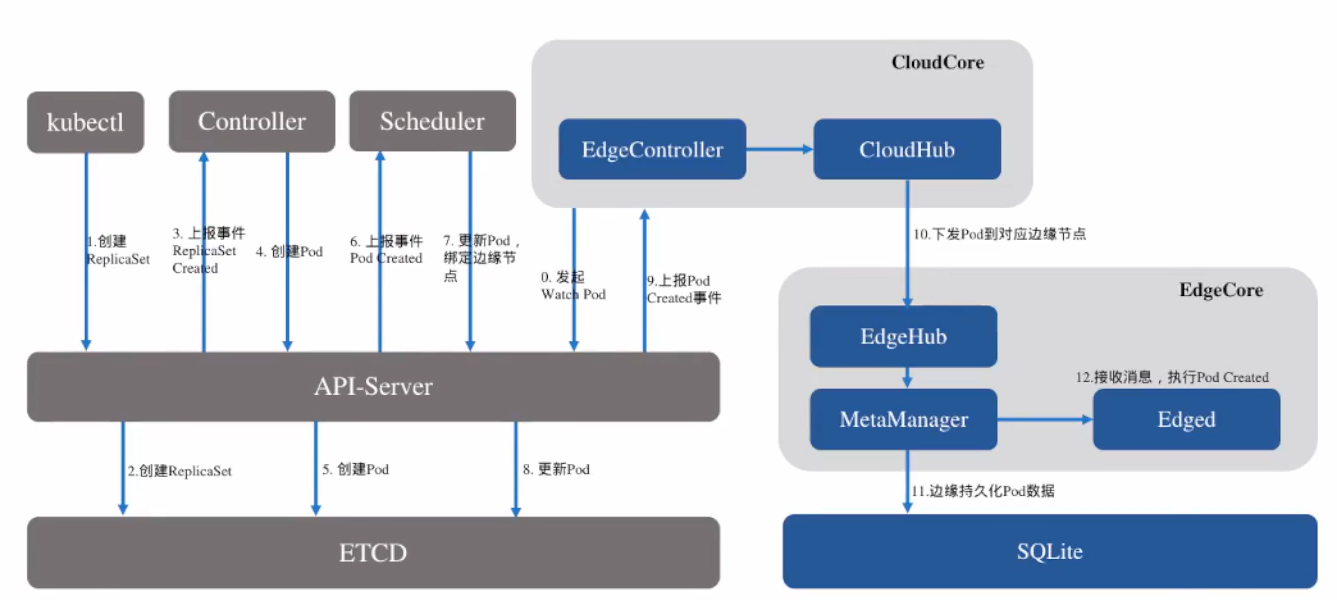 CloudCore
kubectl
Controller
Scheduler
EdgeController
CloudHub
1.创建
ReplicaSet
3. 上报事件
ReplicaSet
Created
4. 创建Pod
6. 上报事件
Pod Created
7. 更新Pod，
绑定边缘节
点
0. 发起
Watch Pod
9.上报Pod
Created事件
10.下发Pod到对应边缘节点
EdgeCore
EdgeHub
API-Server
12.接收消息，执行Pod Created
MetaManager
Edged
2.创建ReplicaSet
5. 创建Pod
8. 更新Pod
11.边缘持久化Pod数据
ETCD
SQLite